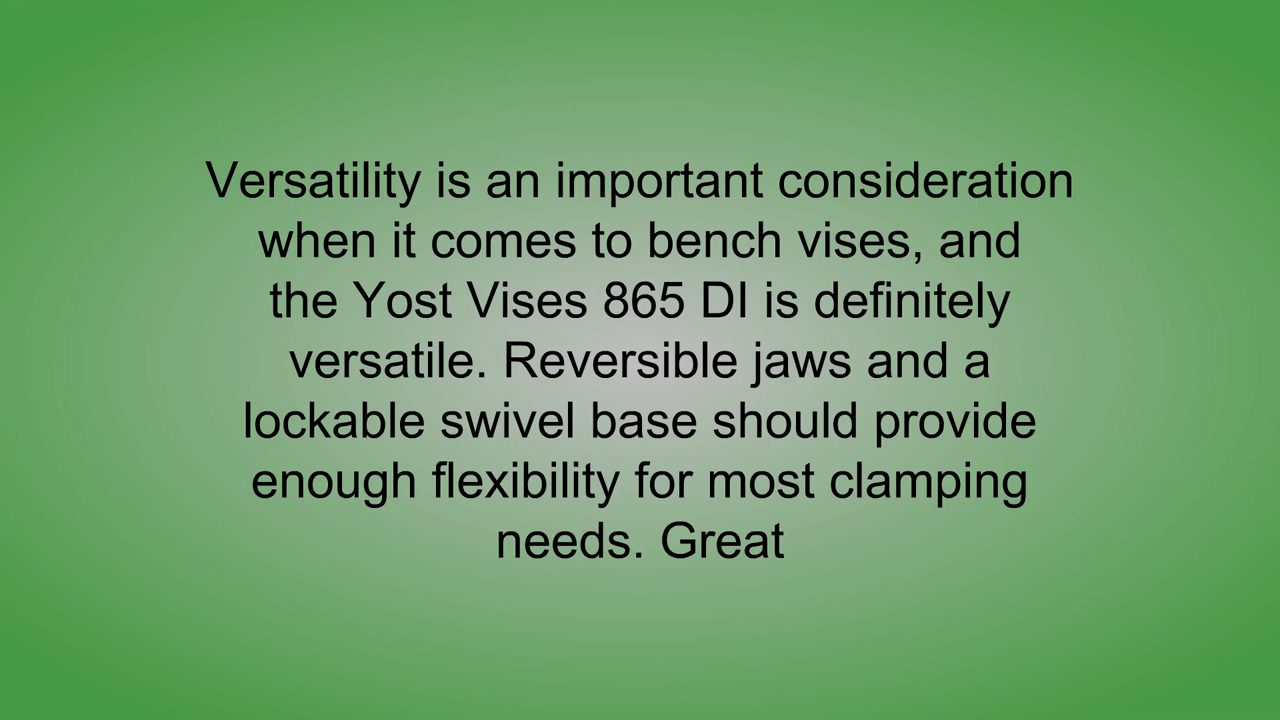 Versatility is an important consideration
when it comes to bench vises, and
the Yost Vises 865 DI is definitely
versatile. Reversible jaws and a
lockable swivel base should provide
enough flexibility for most clamping
needs. Great